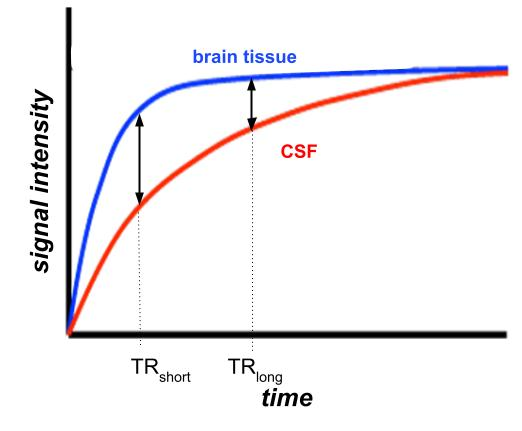 brain tissue
signal intensity
CSF
TRshort TRlong
time